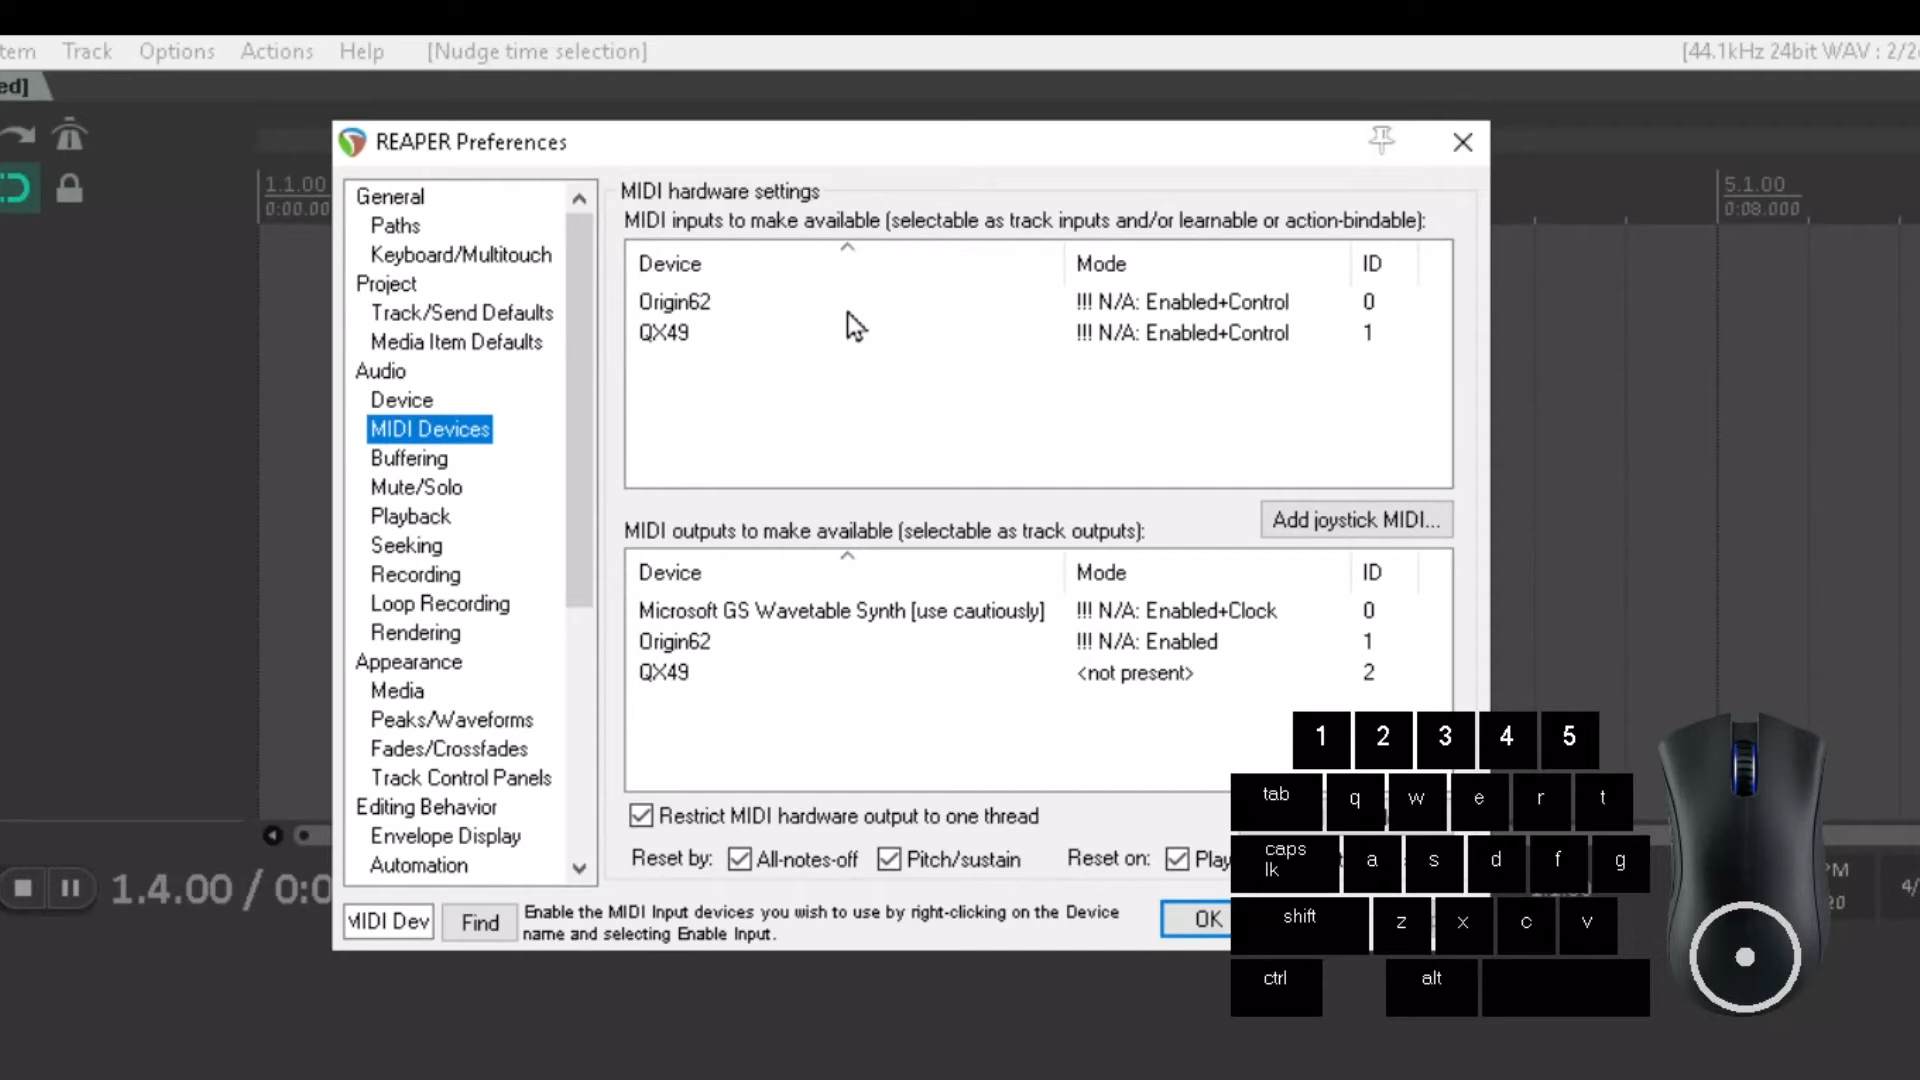 tem Track Options Actions Help [Nudge time selection] [44.1kHz 24bit WAV : 2/2
ed]
REAPER Preferences
1.1.00
0:00.00
5.1.00
0:08.000
General
Paths
Keyboard/Multitouch
Project
Track/Send Defaults
Media Item Defaults
Audio
Device
MIDI Devices
Buffering
Mute/Solo
Playback
Seeking
Recording
Loop Recording
Rendering
Appearance
Media
Peaks/Waveforms
Fades/Crossfades
Track Control Panels
Editing Behavior
Envelope Display
Automation
MIDI hardware settings
MIDI inputs to make available (selectable as track inputs and/or learnable or action-bindable):
Device Mode ID
Origin62 !!! N/A: Enabled+Control 0
QX49 !!! N/A: Enabled+Control 1
Add joystick MIDI...
MIDI outputs to make available (selectable as track outputs):
Device Mode ID
Microsoft GS Wavetable Synth [use cautiously] !!! N/A: Enabled+Clock 0
Origin62 !!! N/A: Enabled 1
QX49 <not present> 2
Restrict MIDI hardware output to one thread
Reset by: All-notes-off Pitch/sustain Reset on: Play
MIDI Dev Find
Enable the MIDI Input devices you wish to use by right-clicking on the Device
name and selecting Enable Input.
OK
1.4.00 / 0:0
1 2 3 4 5
tab q w e r t
caps
lk a s d f g
shift z x c v
ctrl alt
PM
20
4/